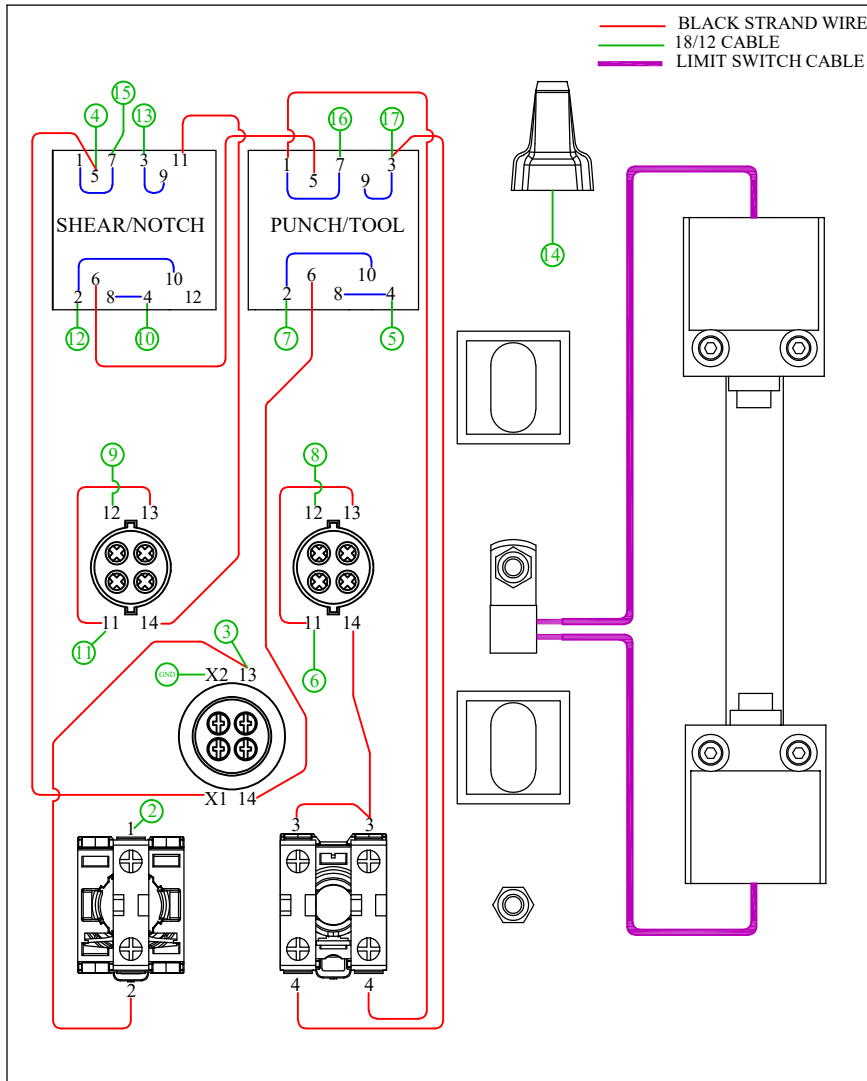 BLACK STRAND WIRE
18/12 CABLE
LIMIT SWITCH CABLE
4 15 13 16 17
1 5 7 3 9 11
1 5 7 9 3
SHEAR/NOTCH
PUNCH/TOOL
2 6 8 4 10 12
2 6 8 10 4
12 10 7 5
14
9 8
12 13
12 13
11 14
11 14
11 3 6
GND X2 13
X1 14
2
1
3 3
2
4 4